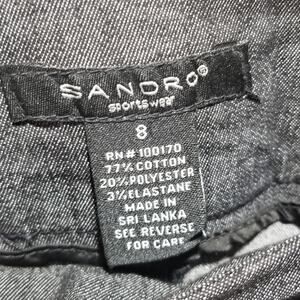 SANDRO®
sportswear
8
RN# 100170
77% COTTON
20% POLYESTER
3% ELASTANE
MADE IN
SRI LANKA
SEE REVERSE
FOR CARE